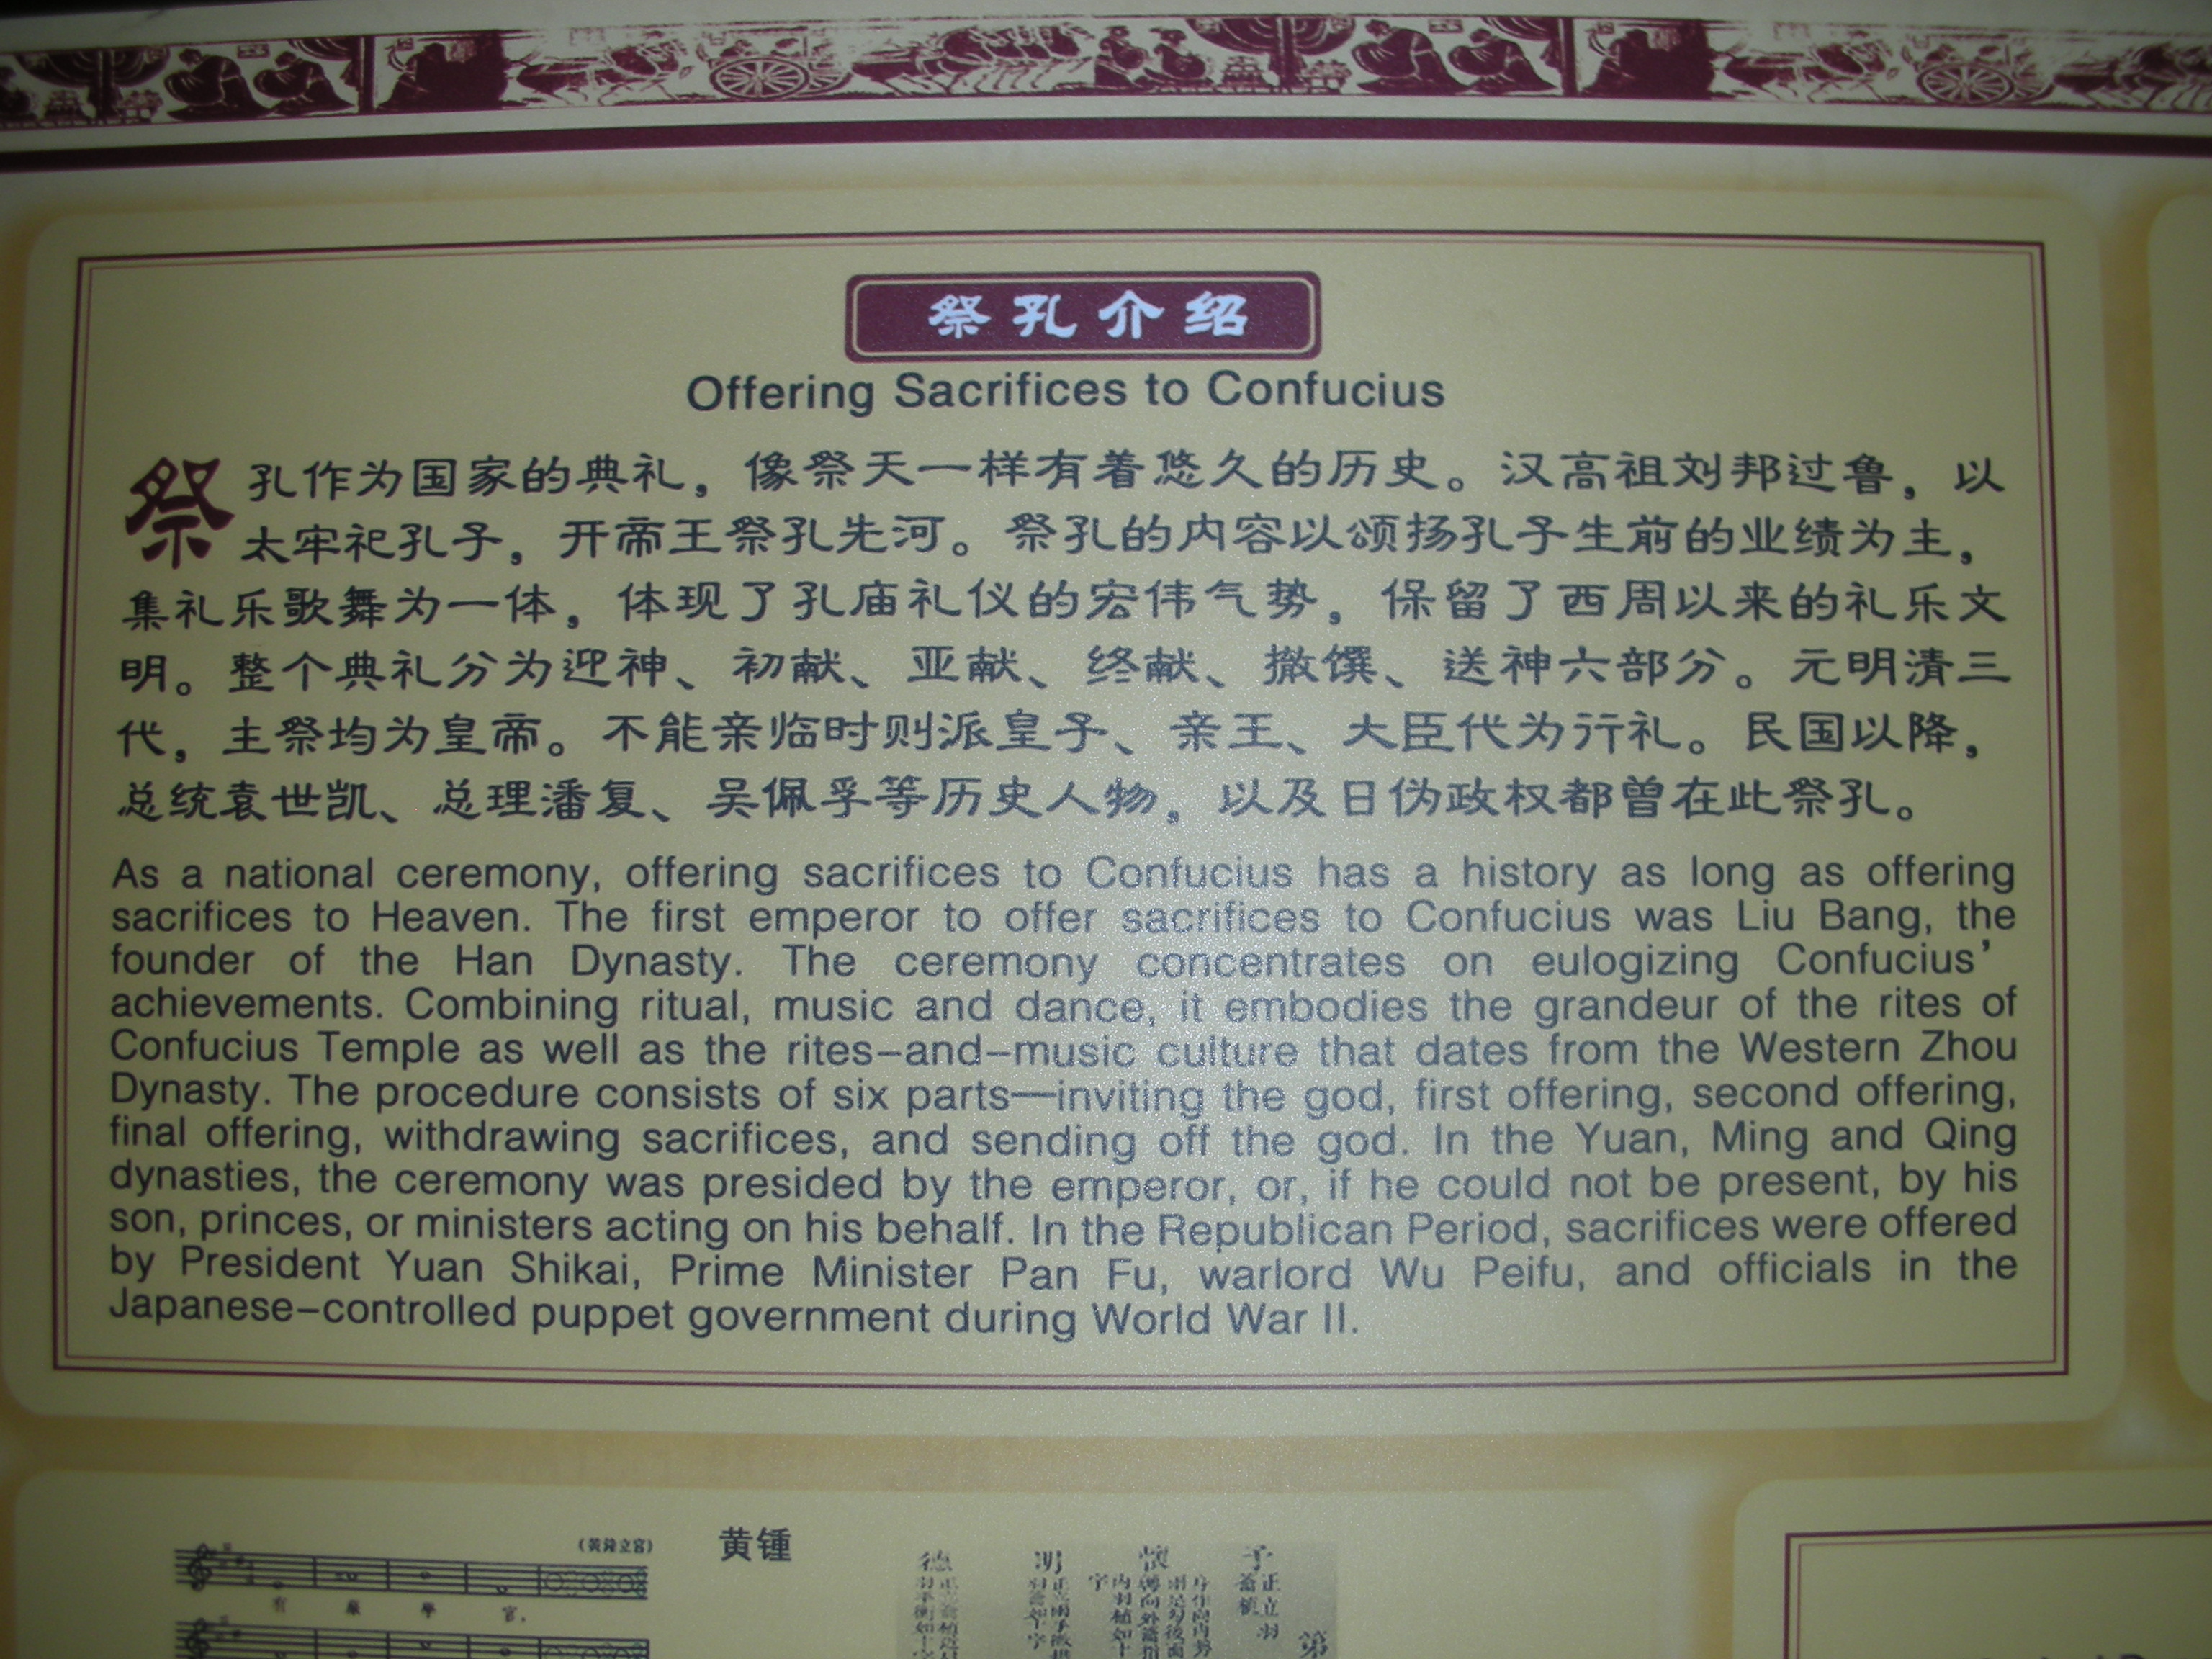 祭孔介绍
Offering Sacrifices to Confucius
祭孔作为国家的典礼，像祭天一样有着悠久的历史。汉高祖刘邦过鲁，以
太牢祀孔子，开帝王祭孔先河。祭孔的内容以颂扬孔子生前的业绩为主，
集礼乐歌舞为一体，体现了孔庙礼仪的宏伟气势，保留了西周以来的礼乐文
明。整个典礼分为迎神、初献、亚献、终献、撤馔、送神六部分。元明清三
代，主祭均为皇帝。不能亲临时则派皇子、亲王、大臣代为行礼。民国以降，
总统袁世凯、总理潘复、吴佩孚等历史人物，以及日伪政权都曾在此祭孔。
As a national ceremony, offering sacrifices to Confucius has a history as long as offering
sacrifices to Heaven. The first emperor to offer sacrifices to Confucius was Liu Bang, the
founder of the Han Dynasty. The ceremony concentrates on eulogizing Confucius'
achievements. Combining ritual, music and dance, it embodies the grandeur of the rites of
Confucius Temple as well as the rites-and-music culture that dates from the Western Zhou
Dynasty. The procedure consists of six parts—inviting the god, first offering, second offering,
final offering, withdrawing sacrifices, and sending off the god. In the Yuan, Ming and Qing
dynasties, the ceremony was presided by the emperor, or, if he could not be present, by his
son, princes, or ministers acting on his behalf. In the Republican Period, sacrifices were offered
by President Yuan Shikai, Prime Minister Pan Fu, warlord Wu Peifu, and officials in the
Japanese-controlled puppet government during World War II.
(黄鍾立宫)
黄锺
有 嚴 學 宫.
子 懷 明 德